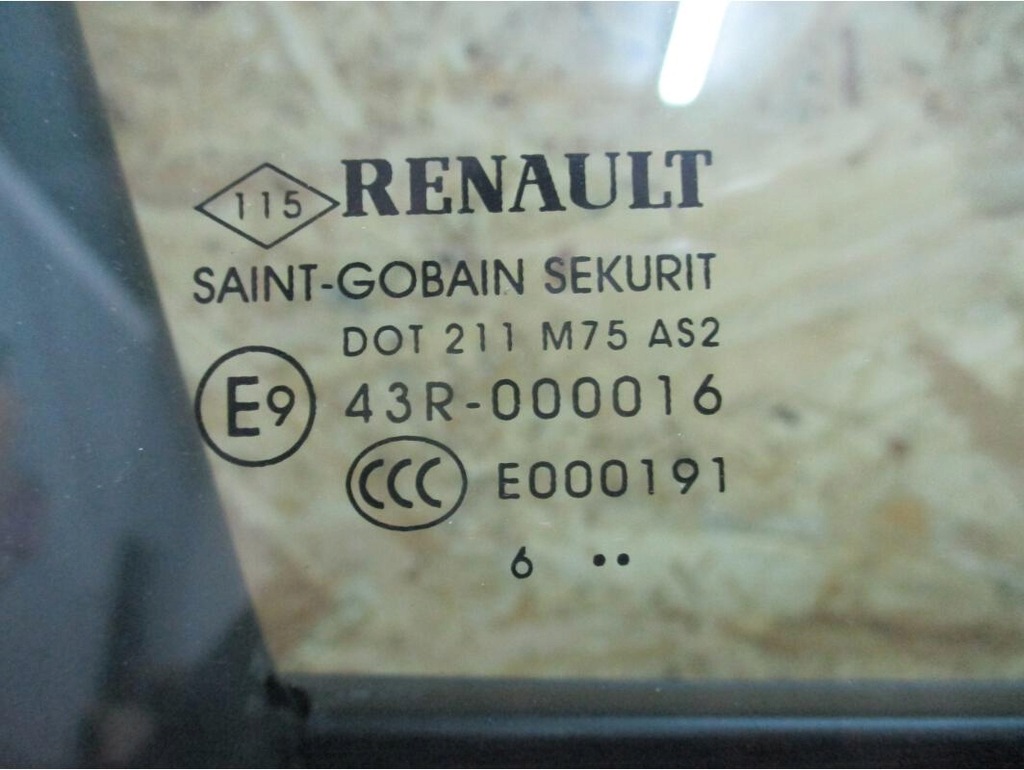 115 RENAULT
SAINT-GOBAIN SEKURIT
DOT 211 M75 AS2
E9 43R-000016
CCC E000191
6 ••